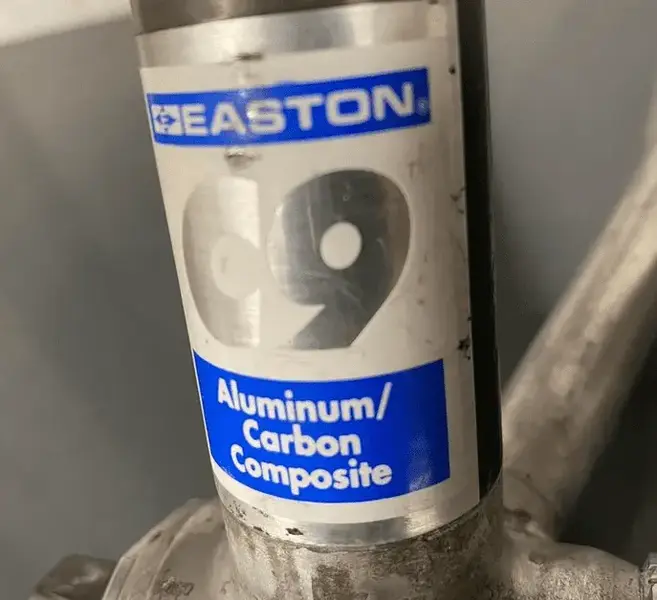 EASTON®
C9
Aluminum/
Carbon
Composite